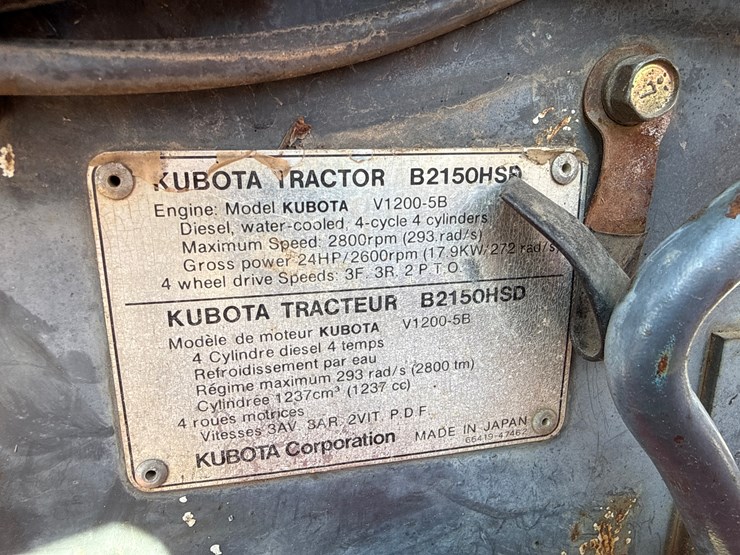 KUBOTA TRACTOR B2150HSD
Engine: Model KUBOTA V1200-5B
Diesel, water-cooled, 4-cycle 4 cylinders
Maximum Speed: 2800rpm (293 rad/s)
Gross power 24HP/2600rpm (17.9KW/272 rad/s)
4 wheel drive Speeds: 3F. 3R. 2 P.T.O.
KUBOTA TRACTEUR B2150HSD
Modèle de moteur KUBOTA V1200-5B
4 Cylindre diesel 4 temps
Refroidissement par eau
Régime maximum 293 rad/s (2800 tm)
Cylindrée 1237cm³ (1237 cc)
4 roues motrices
Vitesses 3AV. 3AR. 2VIT. P.D.F.
KUBOTA Corporation MADE IN JAPAN
66419-4746